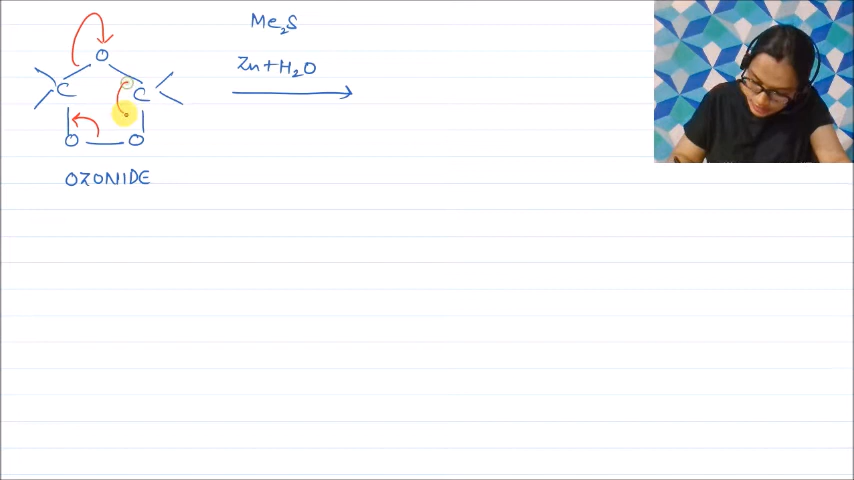 Me₂S
O
Zn+H₂O
C C
O O
OZONIDE